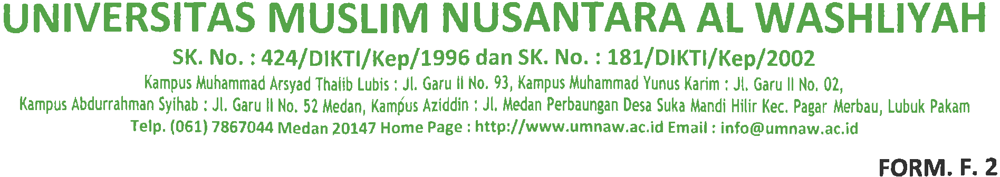 UNIVERSITAS MUSLIM NUSANTARA AL WASHLIYAH
SK. No. : 424/DIKTI/Kep/1996 dan SK. No. : 181/DIKTI/Kep/2002
Kampus Muhammad Arsyad Thalib Lubis : Jl. Garu II No. 93, Kampus Muhammad Yunus Karim : Jl. Garu II No. 02,
Kampus Abdurrahman Syihab : Jl. Garu II No. 52 Medan, Kampus Aziddin : Jl. Medan Perbaungan Desa Suka Mandi Hilir Kec. Pagar Merbau, Lubuk Pakam
Telp. (061) 7867044 Medan 20147 Home Page : http://www.umnaw.ac.id Email : info@umnaw.ac.id
FORM. F. 2